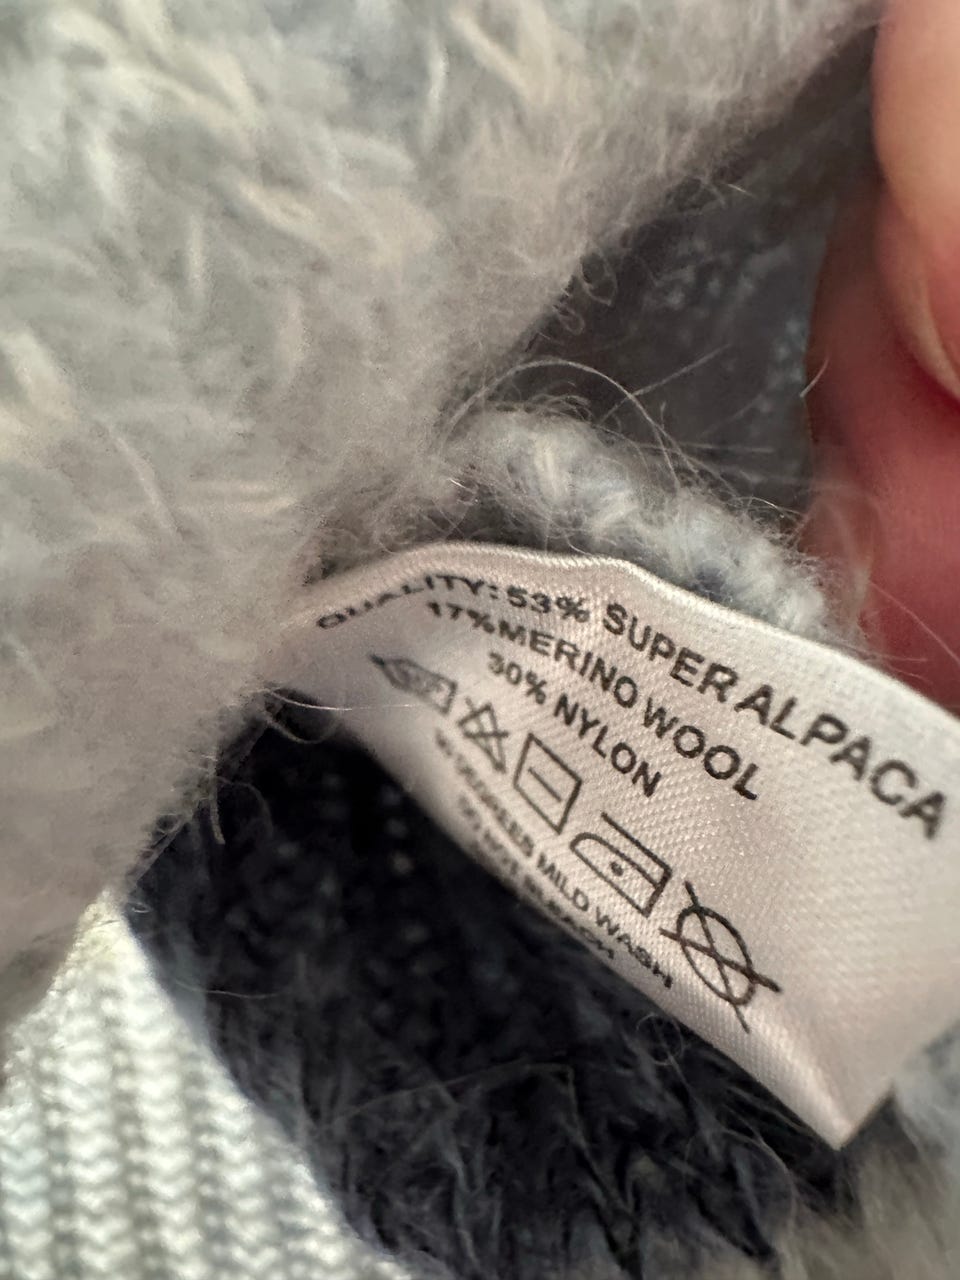 QUALITY: 53% SUPER ALPACA
17%MERINO WOOL
30% NYLON
DEGREES MILD WASH
DO NOT BLEACH